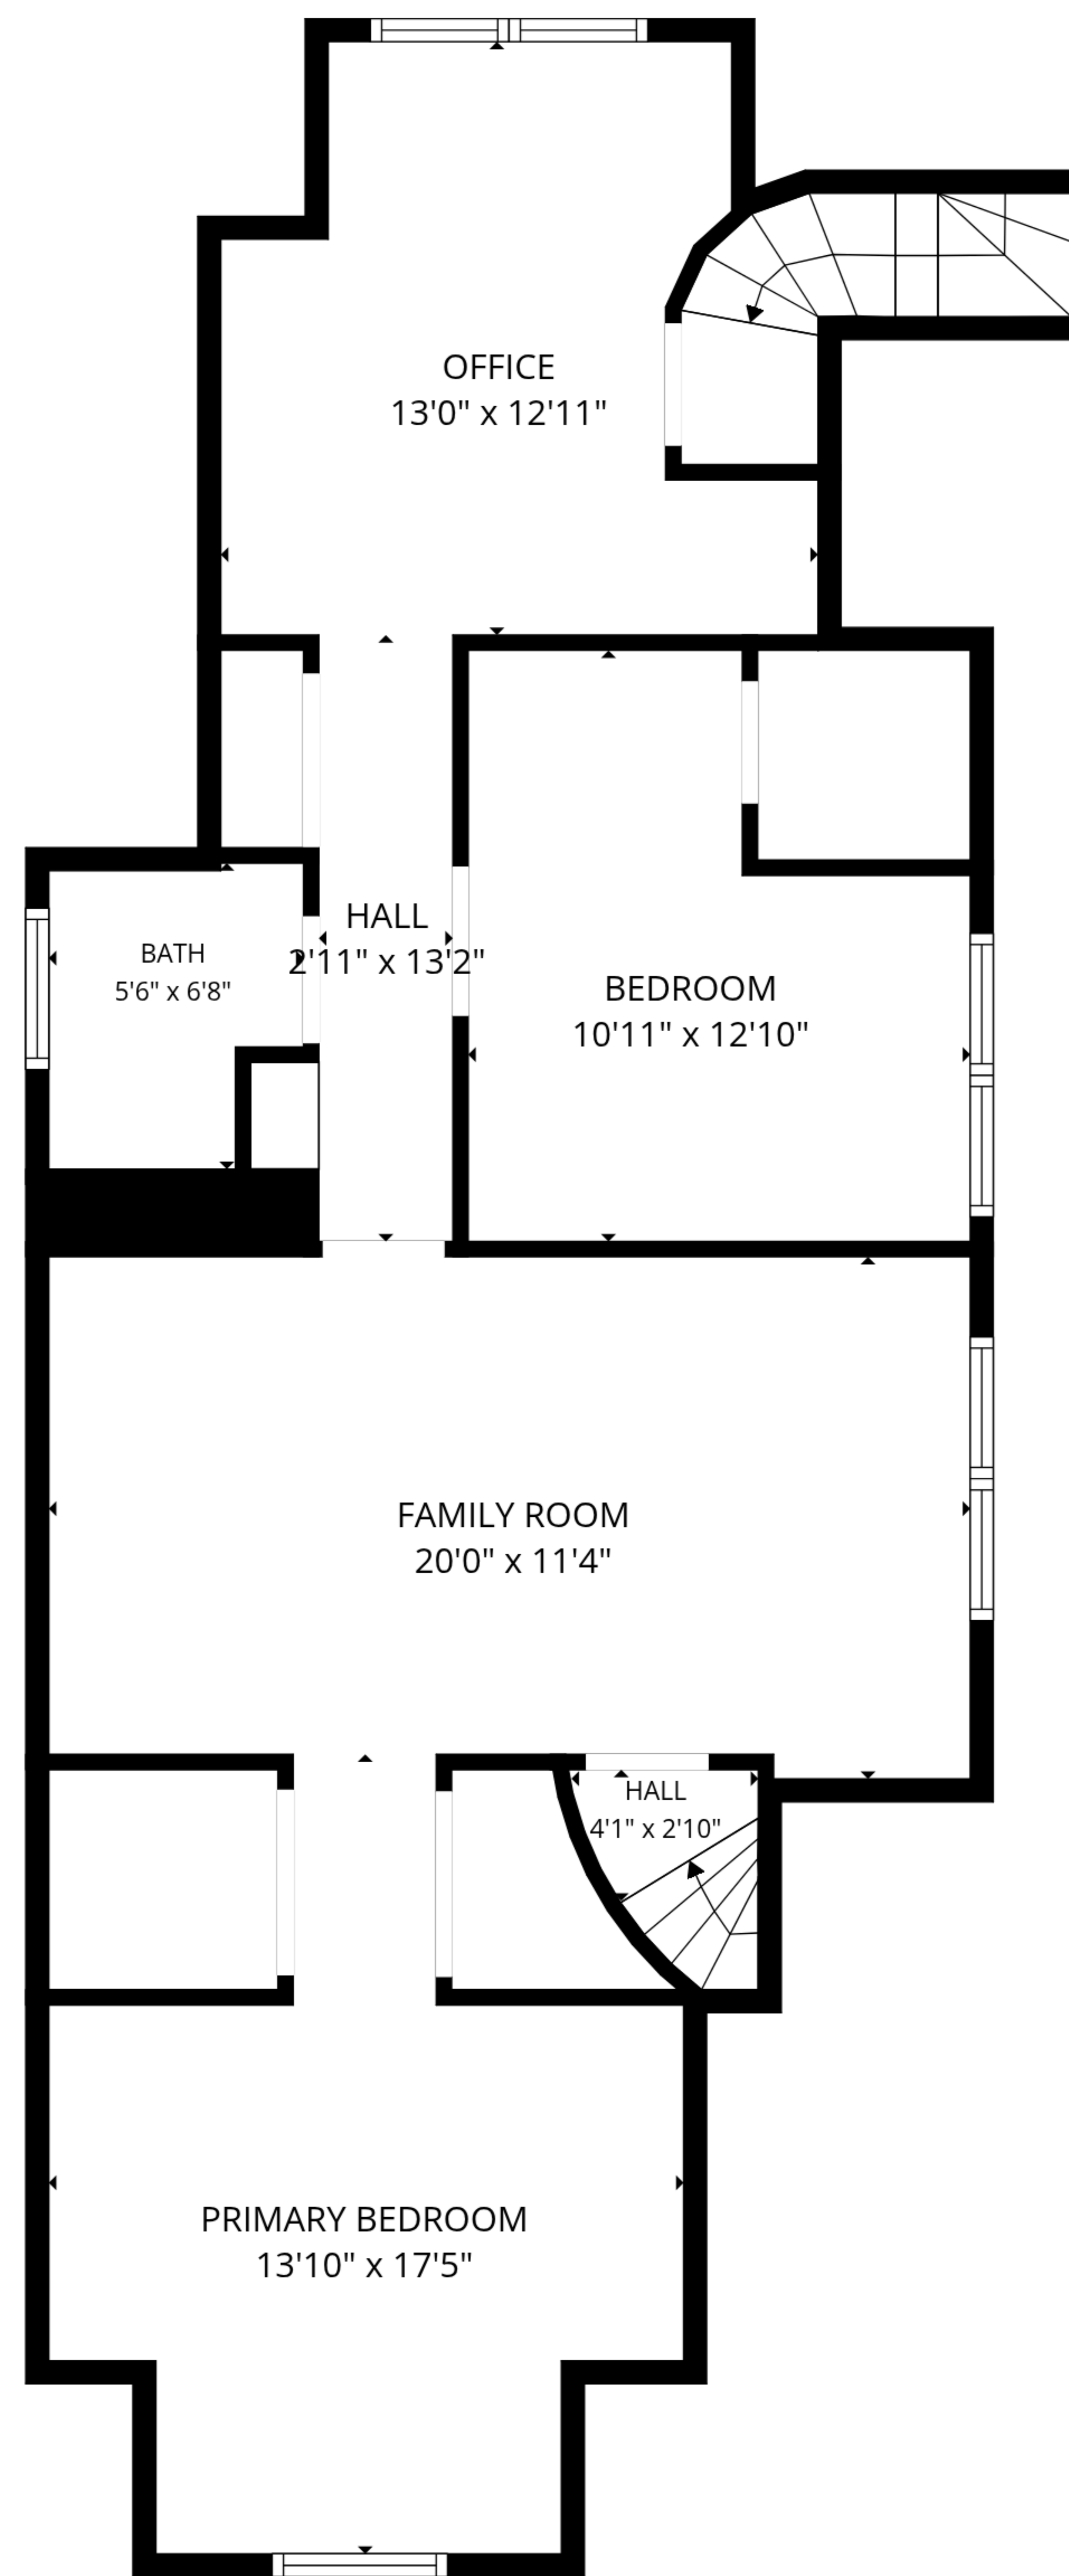 OFFICE
13'0" x 12'11"
HALL
2'11" x 13'2"
BATH
5'6" x 6'8"
BEDROOM
10'11" x 12'10"
FAMILY ROOM
20'0" x 11'4"
HALL
4'1" x 2'10"
PRIMARY BEDROOM
13'10" x 17'5"